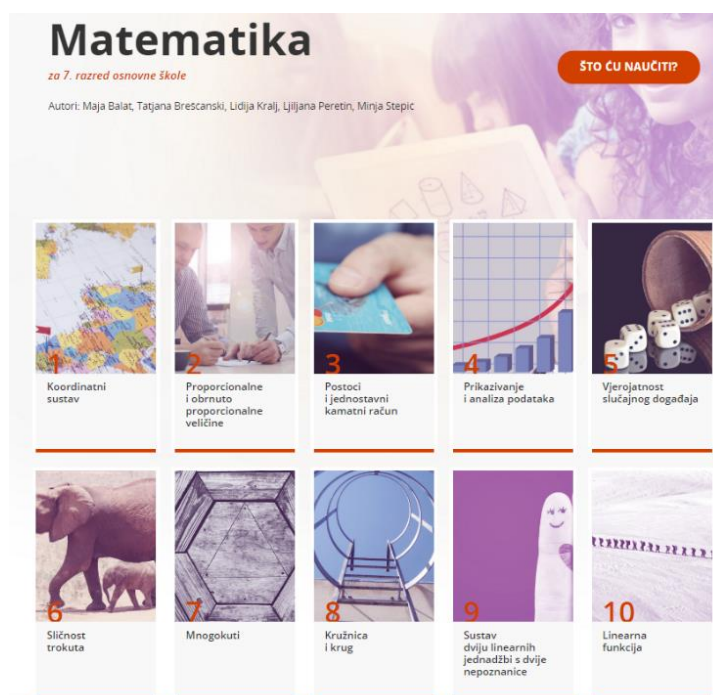 Matematika
za 7. razred osnovne škole
ŠTO ĆU NAUČITI?
Autori: Maja Balat, Tatjana Brescanski, Lidija Kralj, Ljiljana Peretin, Minja Stepic
1
Koordinatni
sustav
2
Proporcionalne
i obrnuto
proporcionalne
veličine
3
Postoci
i jednostavni
kamatni račun
4
Prikazivanje
i analiza podataka
5
Vjerojatnost
slučajnog događaja
6
Sličnost
trokuta
7
Mnogokuti
8
Kružnica
i krug
9
Sustav
dviju linearnih
jednadžbi s dvije
nepoznanice
10
Linearna
funkcija